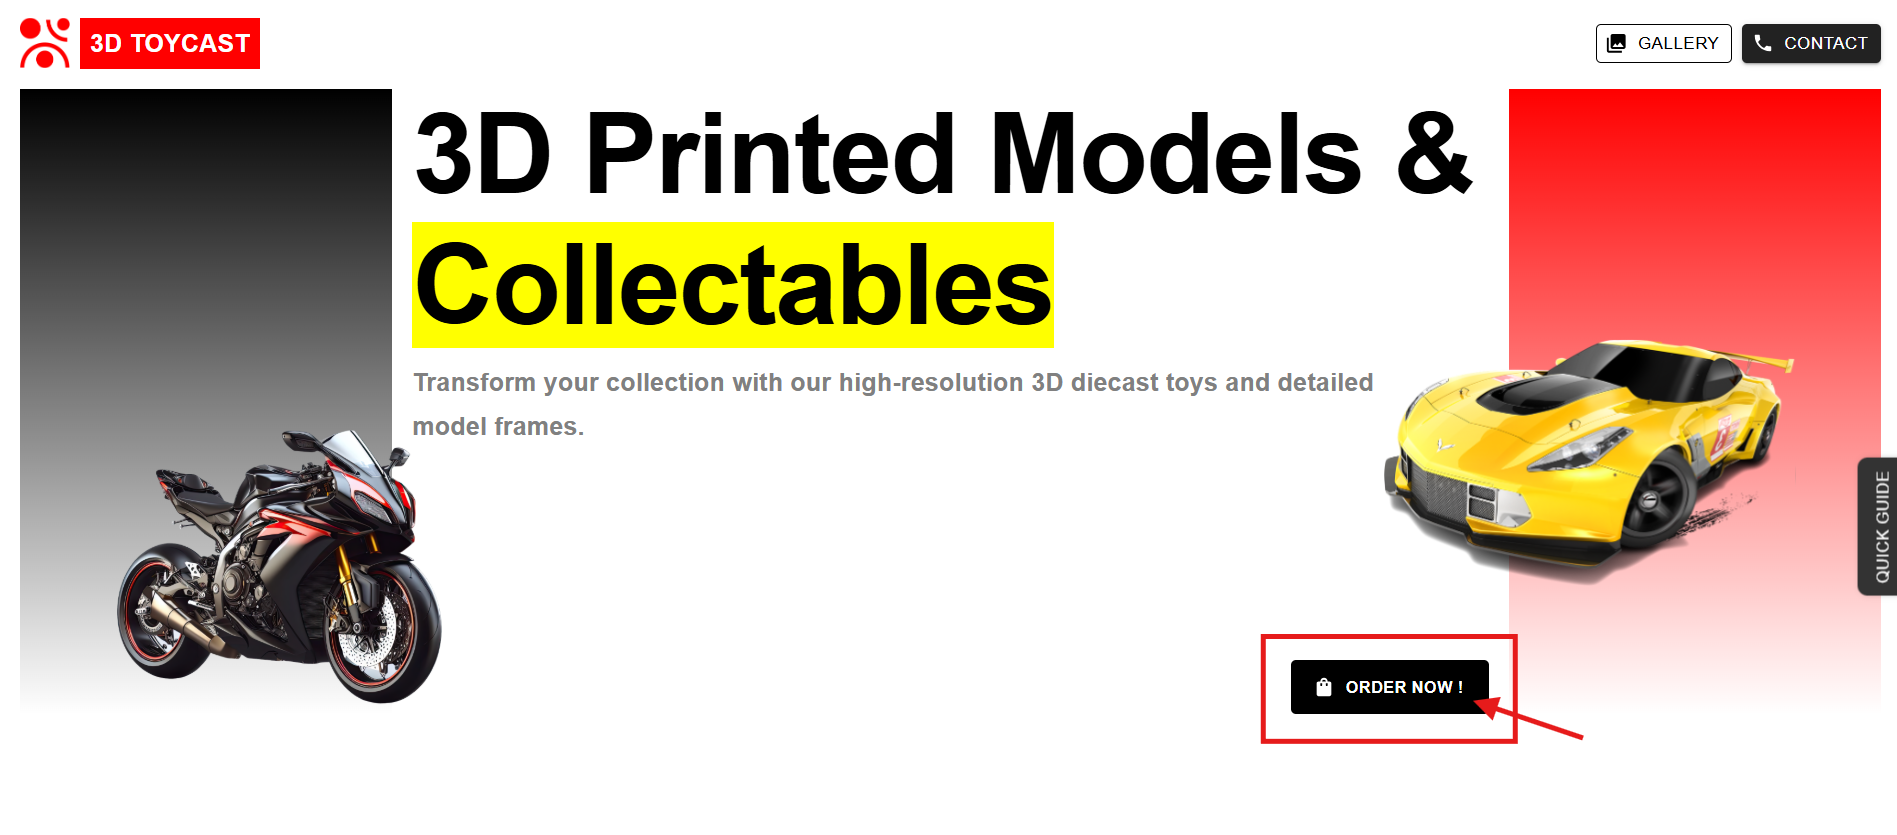 3D TOYCAST
GALLERY
CONTACT
3D Printed Models &
Collectables
Transform your collection with our high-resolution 3D diecast toys and detailed
model frames.
QUICK GUIDE
ORDER NOW !